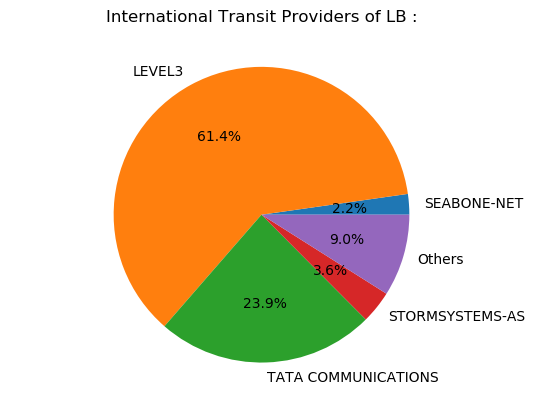 International Transit Providers of LB :
LEVEL3
61.4%
2.2%
SEABONE-NET
9.0%
Others
3.6%
23.9%
STORMSYSTEMS-AS
TATA COMMUNICATIONS